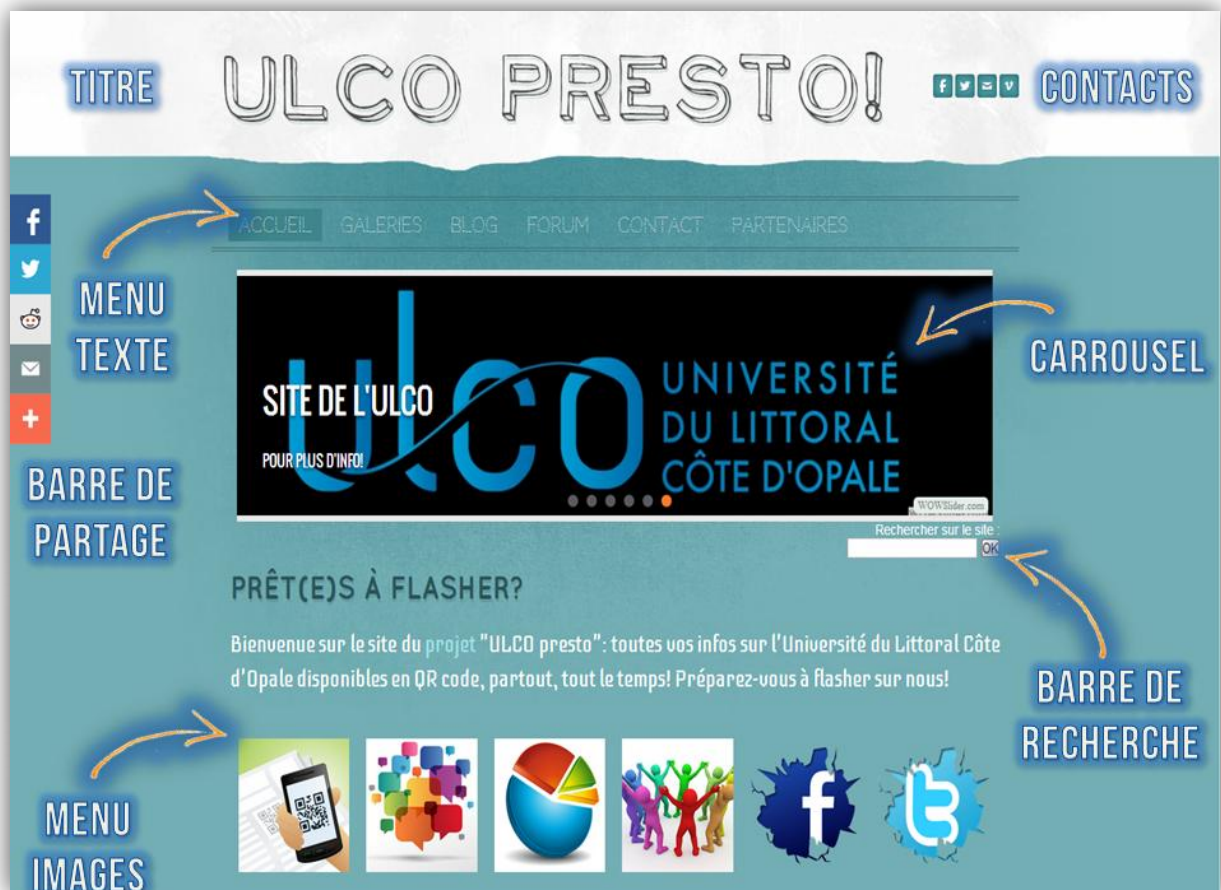 TITRE
ULCO PRESTO!
CONTACTS
ACCUEIL GALERIES BLOG FORUM CONTACT PARTENAIRES
MENU
TEXTE
CARROUSEL
SITE DE L'ULCO
POUR PLUS D'INFO!
ulco
UNIVERSITÉ
DU LITTORAL
CÔTE D'OPALE
WOWSlider.com
BARRE DE
PARTAGE
Rechercher sur le site :
OK
PRÊT(E)S À FLASHER?
Bienvenue sur le site du projet "ULCO presto": toutes vos infos sur l'Université du Littoral Côte
d'Opale disponibles en QR code, partout, tout le temps! Préparez-vous à flasher sur nous!
BARRE DE
RECHERCHE
MENU
IMAGES